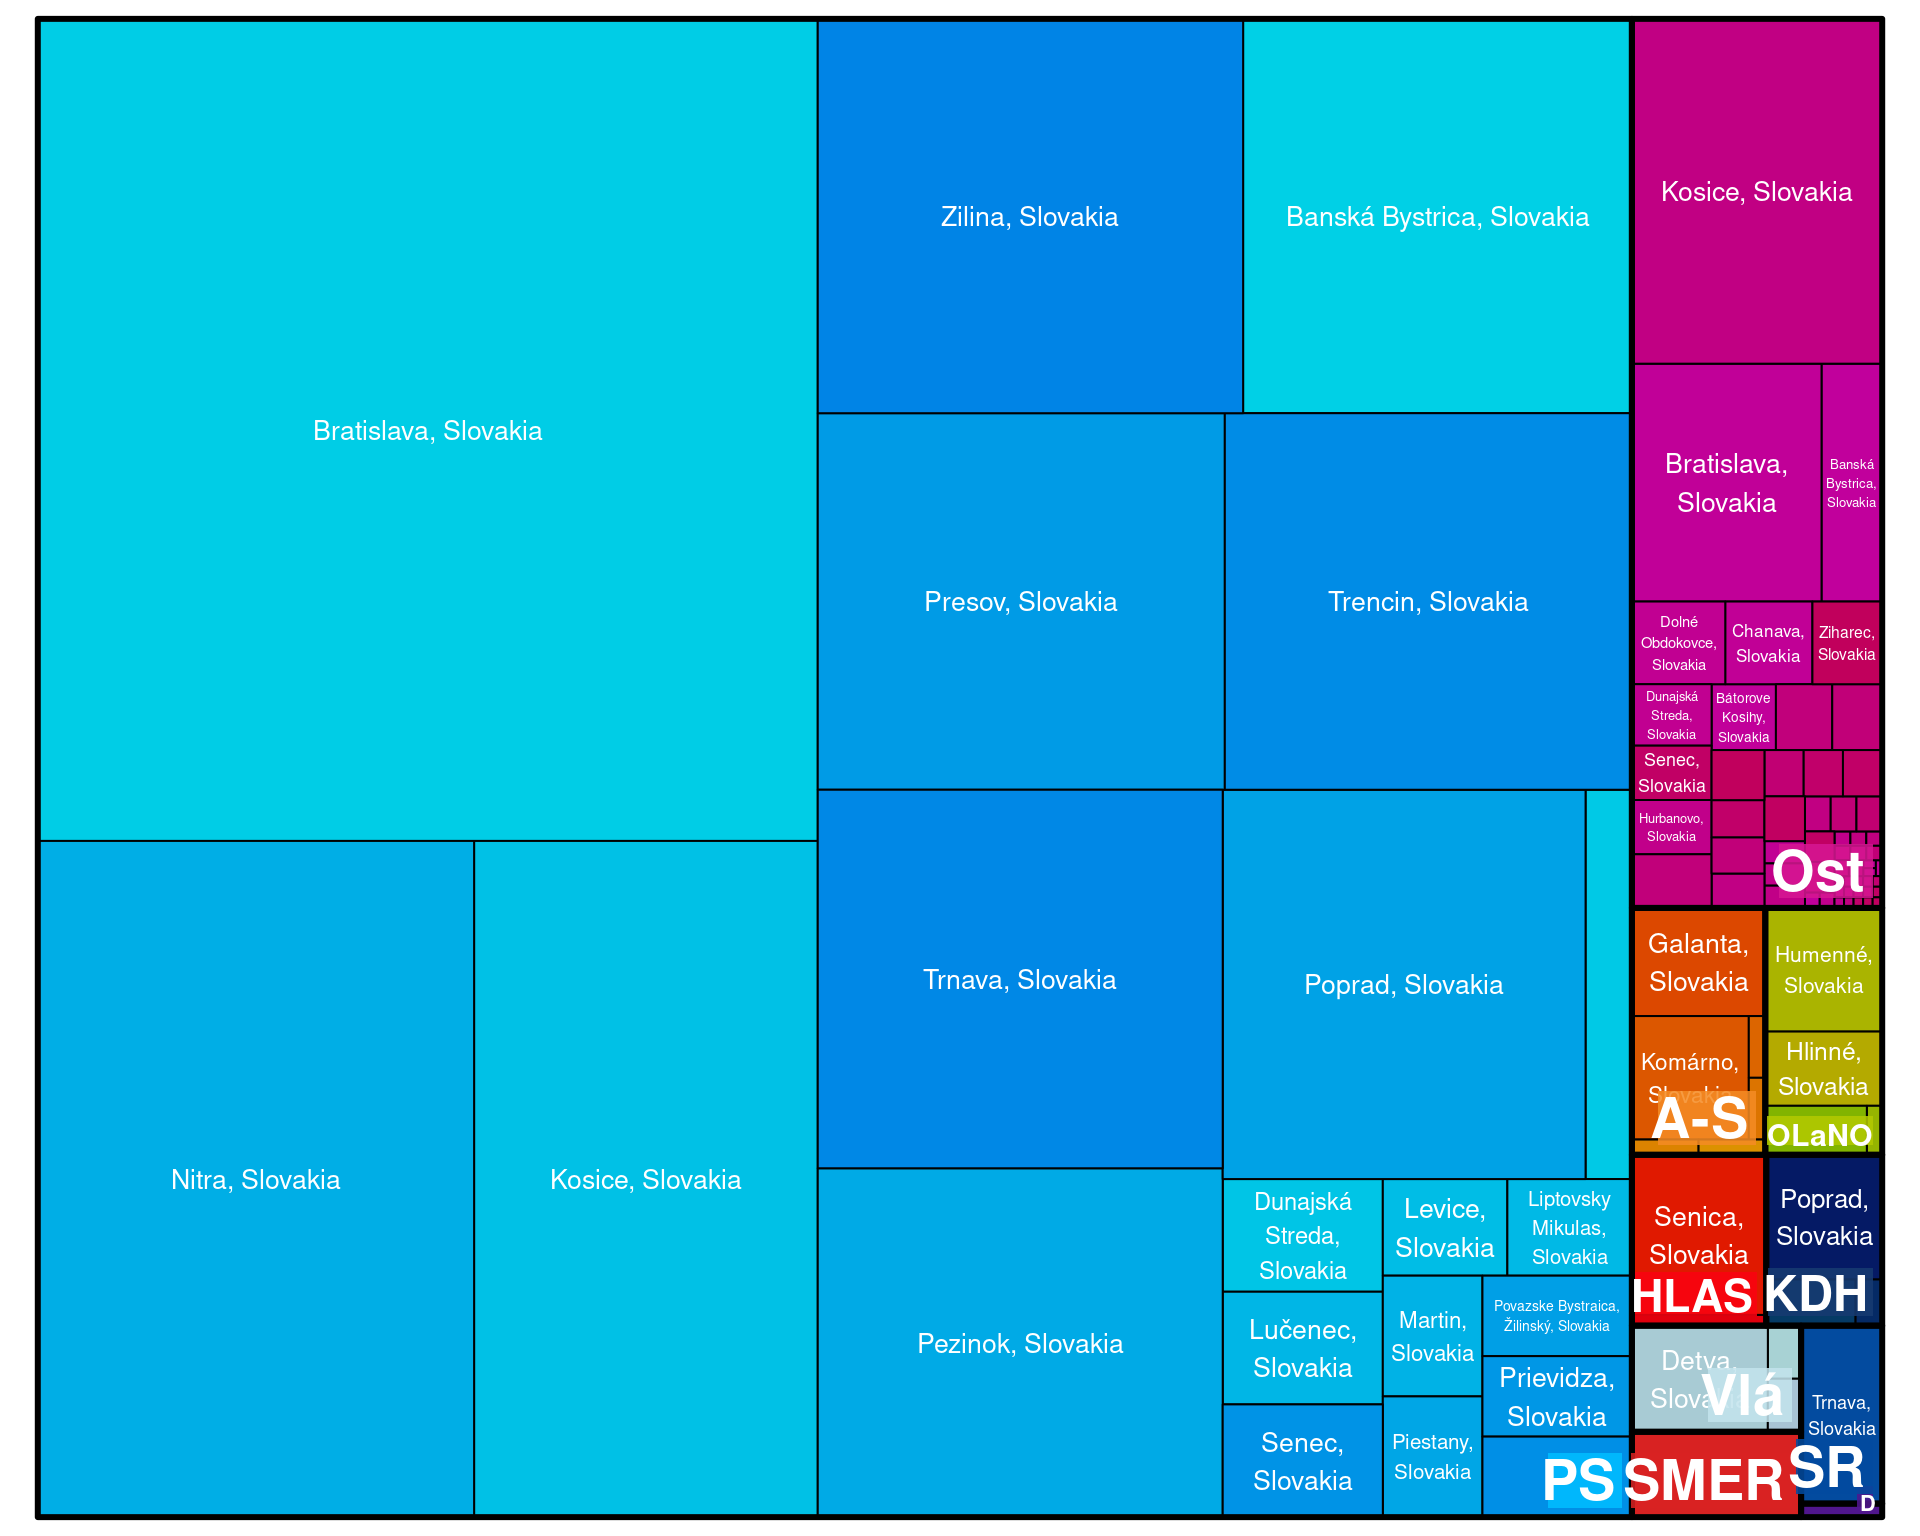 Bratislava, Slovakia
Nitra, Slovakia
Kosice, Slovakia
Zilina, Slovakia
Banská Bystrica, Slovakia
Presov, Slovakia
Trencin, Slovakia
Trnava, Slovakia
Poprad, Slovakia
Pezinok, Slovakia
Dunajská
Streda,
Slovakia
Levice,
Slovakia
Liptovsky
Mikulas,
Slovakia
Lučenec,
Slovakia
Martin,
Slovakia
Povazske Bystraica,
Žilinský, Slovakia
Prievidza,
Slovakia
Senec,
Slovakia
Piestany,
Slovakia
PS
Kosice, Slovakia
Bratislava,
Slovakia
Banská
Bystrica,
Slovakia
Dolné
Obdokovce,
Slovakia
Chanava,
Slovakia
Ziharec,
Slovakia
Dunajská
Streda,
Slovakia
Bátorove
Kosihy,
Slovakia
Senec,
Slovakia
Hurbanovo,
Slovakia
Ost
Galanta,
Slovakia
Komárno,
Slovakia
A-S
Humenné,
Slovakia
Hlinné,
Slovakia
OLaNO
Senica,
Slovakia
HLAS
Poprad,
Slovakia
KDH
Detva,
Slovakia
Vlá
Trnava,
Slovakia
SR
SMER
D